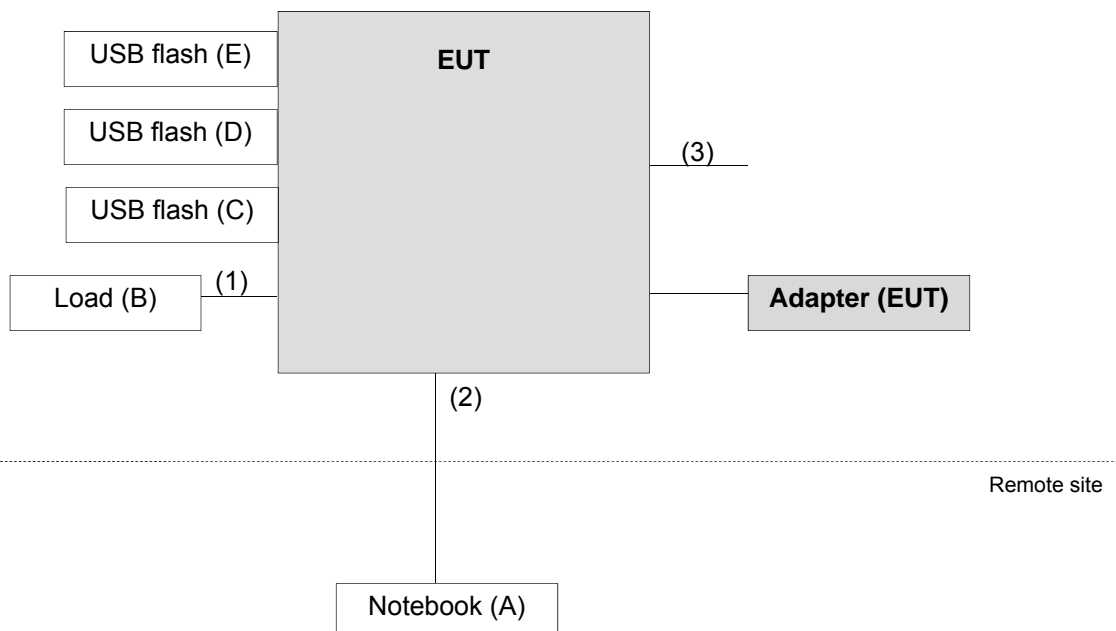 USB flash (E)
EUT
USB flash (D)
(3)
USB flash (C)
(1)
Load (B)
Adapter (EUT)
(2)
Remote site
Notebook (A)